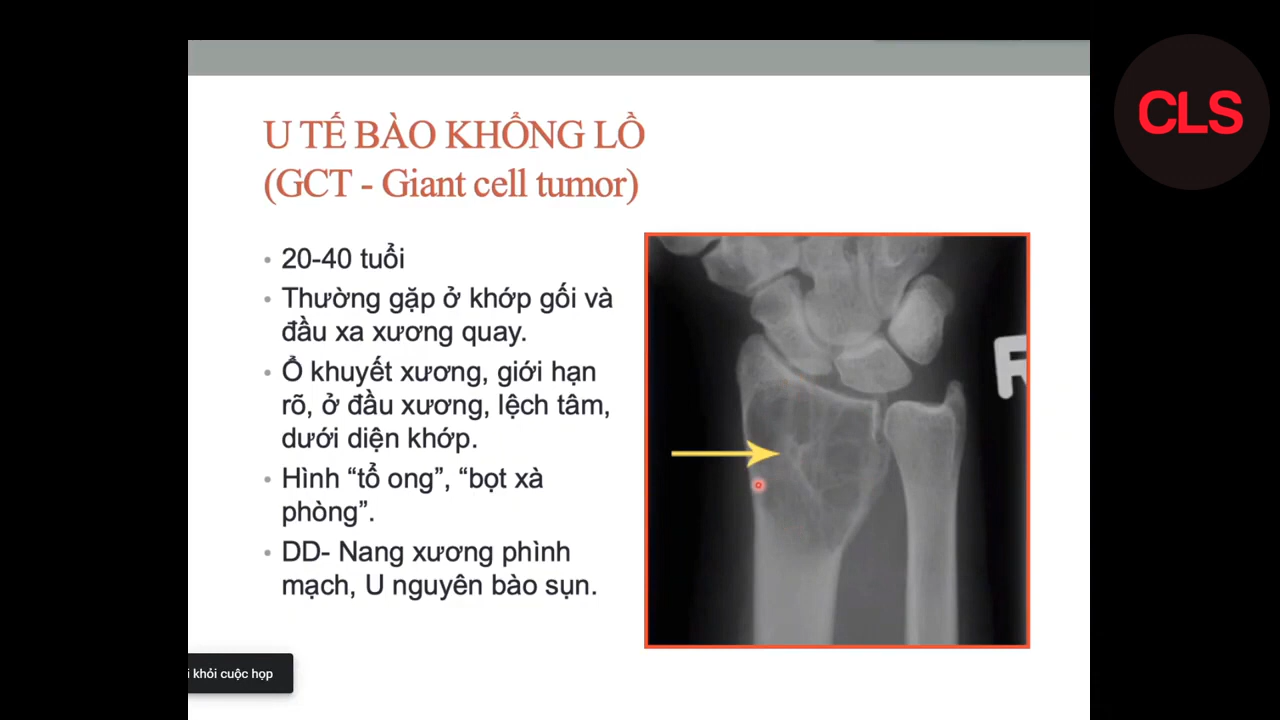 CLS
U TẾ BÀO KHỔNG LỒ
(GCT - Giant cell tumor)
• 20-40 tuổi
• Thường gặp ở khớp gối và
đầu xa xương quay.
• Ổ khuyết xương, giới hạn
rõ, ở đầu xương, lệch tâm,
dưới diện khớp.
• Hình “tổ ong”, “bọt xà
phòng”.
• DD- Nang xương phình
mạch, U nguyên bào sụn.
R
i khỏi cuộc họp